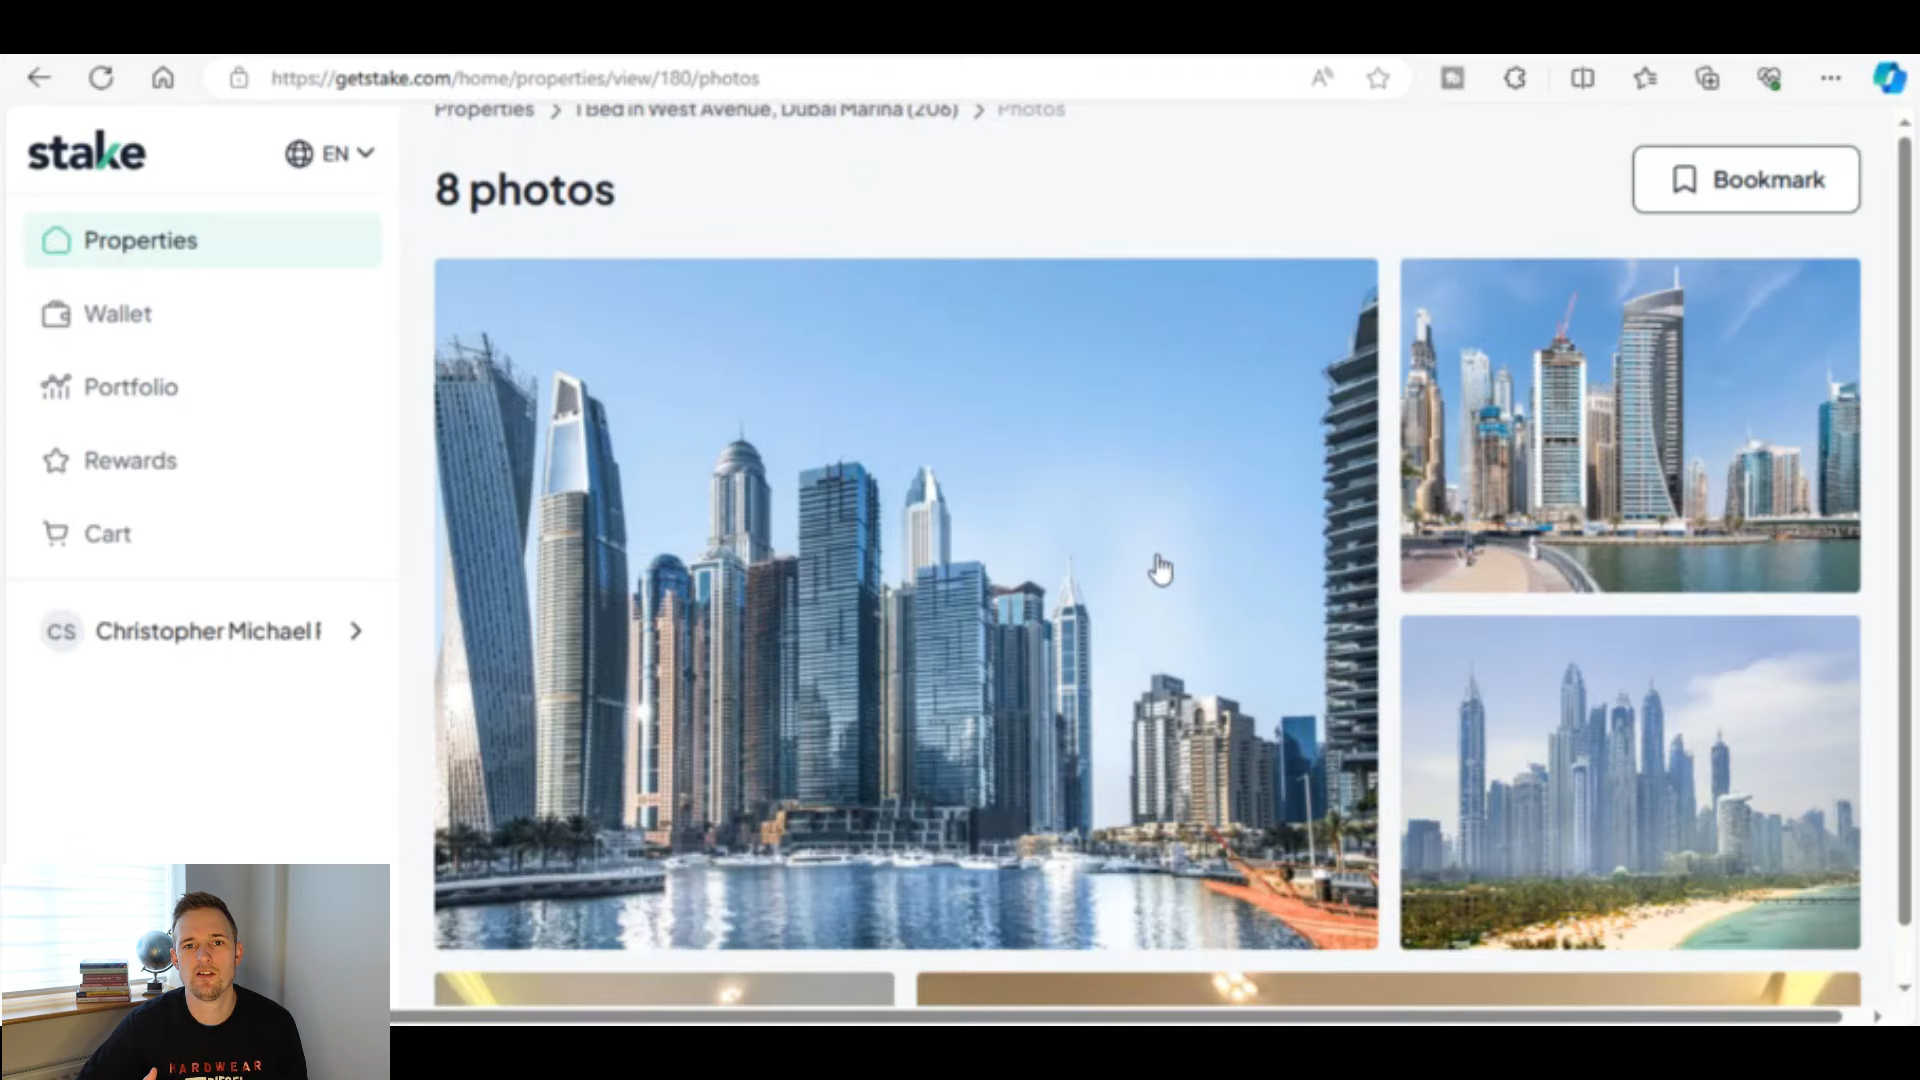 https://getstake.com/home/properties/view/180/photos
Properties > 1 Bed in West Avenue, Dubai Marina (206) > Photos
stake
EN
8 photos
Bookmark
Properties
Wallet
Portfolio
Rewards
Cart
CS Christopher Michael
HARDWEAR